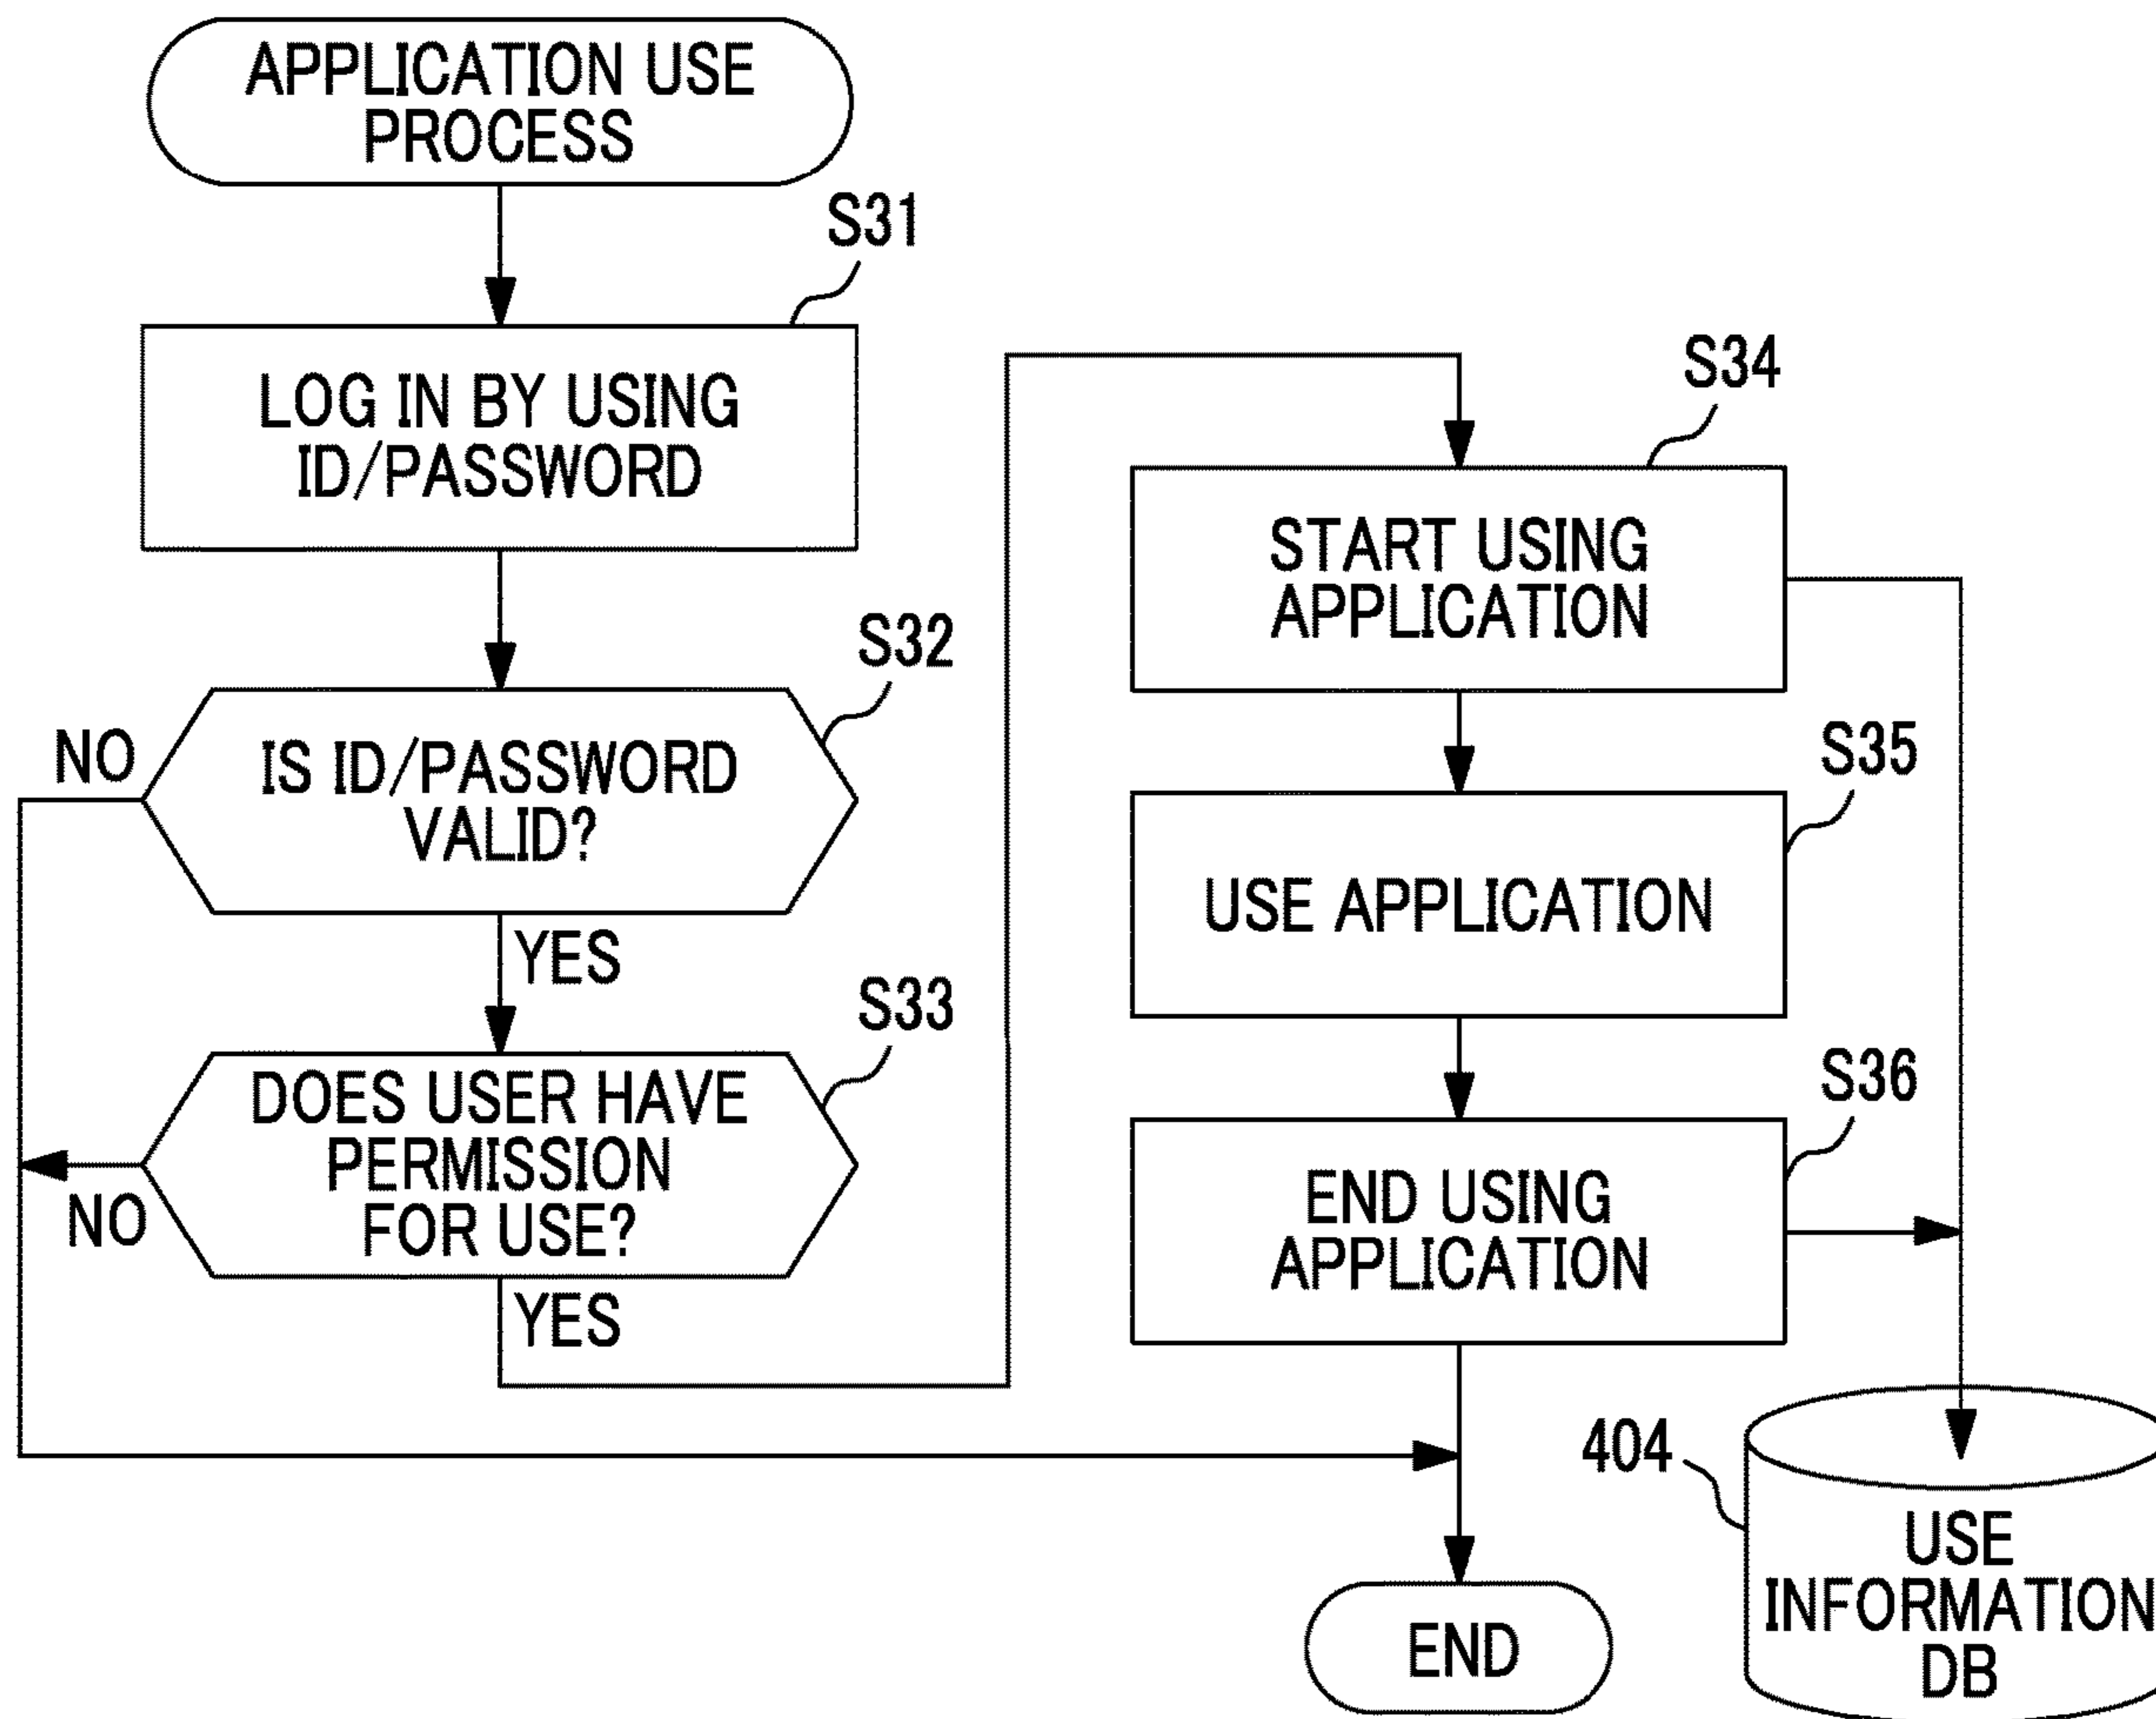 APPLICATION USE
PROCESS
S31
LOG IN BY USING
ID/PASSWORD
S32
NO
IS ID/PASSWORD
VALID?
YES
S33
DOES USER HAVE
PERMISSION
FOR USE?
NO
YES
S34
START USING
APPLICATION
S35
USE APPLICATION
S36
END USING
APPLICATION
404
USE
INFORMATION
DB
END